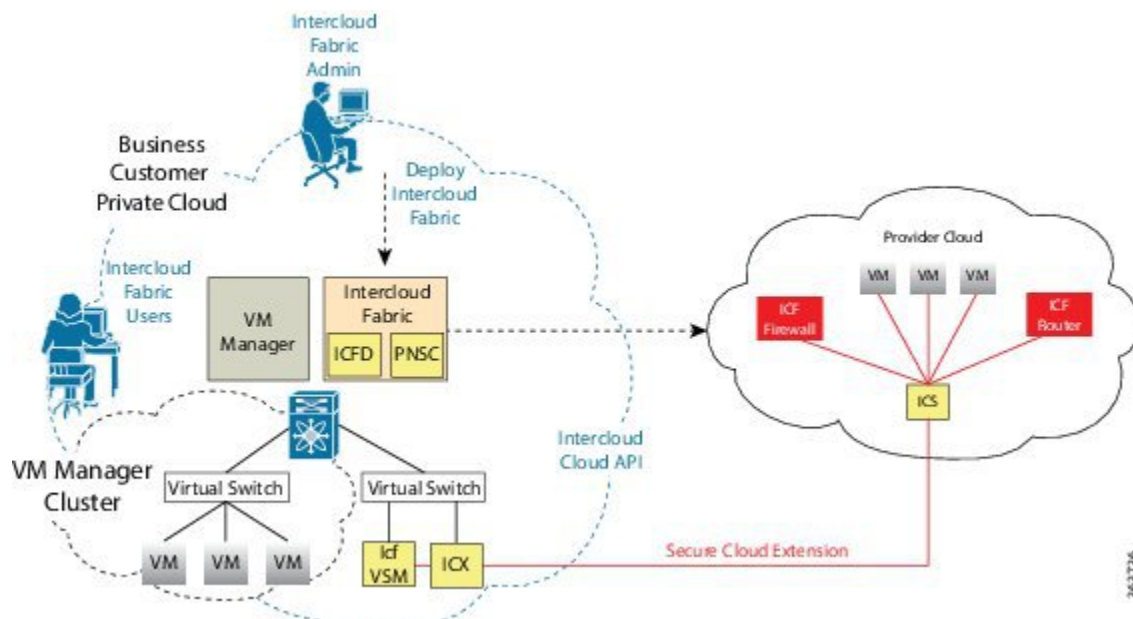 Intercloud
Fabric
Admin
Business
Customer
Private Cloud
Deploy
Intercloud
Fabric
Intercloud
Fabric
Users
VM
Manager
Intercloud
Fabric
ICFD
PNSC
Provider Cloud
VM
VM
VM
ICF
Firewall
ICF
Router
ICS
Intercloud
Cloud API
VM Manager
Cluster
Virtual Switch
Virtual Switch
VM
VM
VM
Icf
VSM
ICX
Secure Cloud Extension